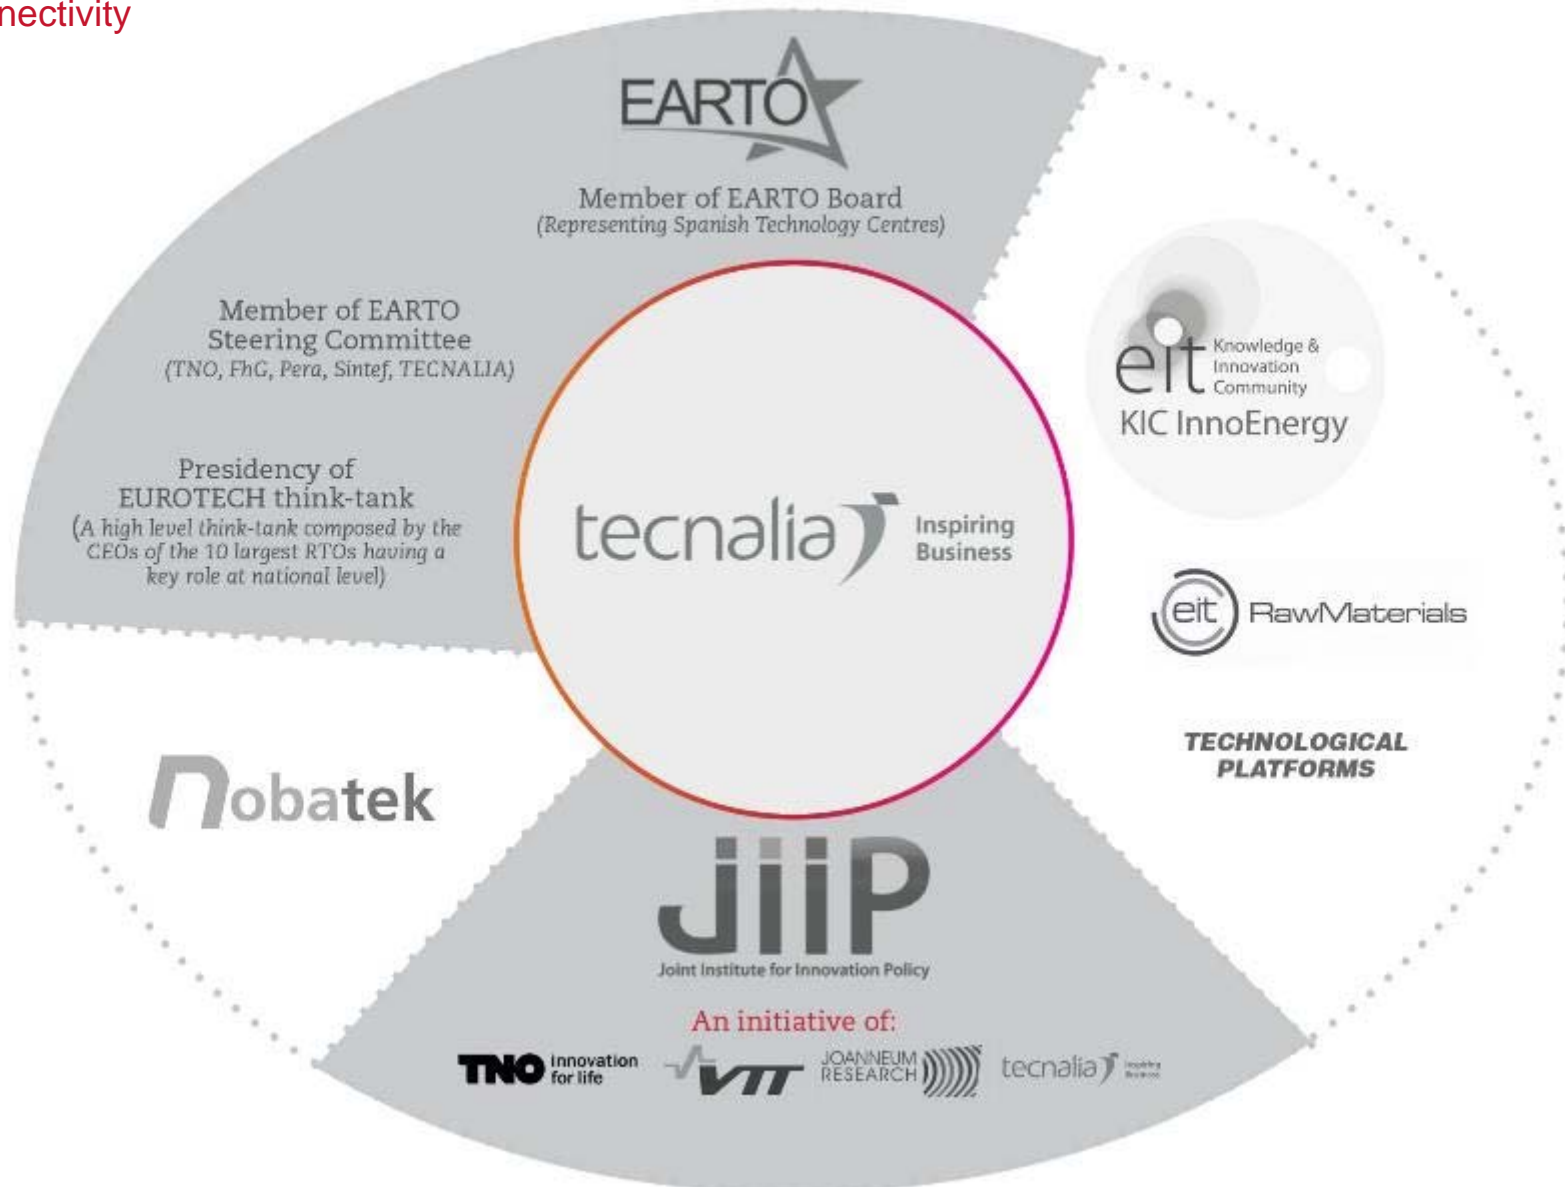 nectivity
EARTO
Member of EARTO Board
(Representing Spanish Technology Centres)
Member of EARTO
Steering Committee
(TNO, FhG, Pera, Sintef, TECNALIA)
Presidency of
EUROTECH think-tank
(A high level think-tank composed by the
CEOs of the 10 largest RTOs having a
key role at national level)
tecnalia Inspiring
Business
eit Knowledge &
Innovation
Community
KIC InnoEnergy
eit RawMaterials
TECHNOLOGICAL
PLATFORMS
nobatek
JIIP
Joint Institute for Innovation Policy
An initiative of:
TNO innovation
for life
VTT
JOANNEUM
RESEARCH
tecnalia Inspiring
Business